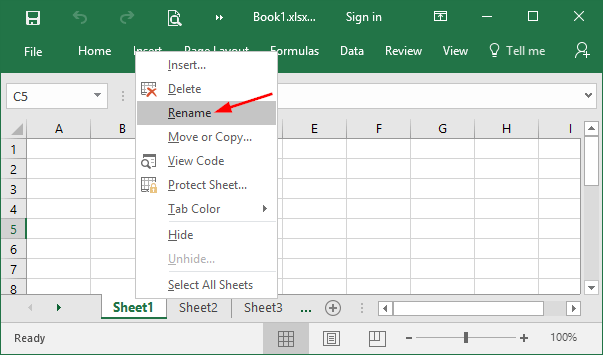 Book1.xlsx... Sign in
File Home Insert Page Layout Formulas Data Review View Tell me
C5
Insert...
Delete
Rename
Move or Copy...
View Code
Protect Sheet...
Tab Color
Hide
Unhide...
Select All Sheets
A B E F G H I
1
2
3
4
5
6
7
8
Sheet1 Sheet2 Sheet3 ...
Ready 100%